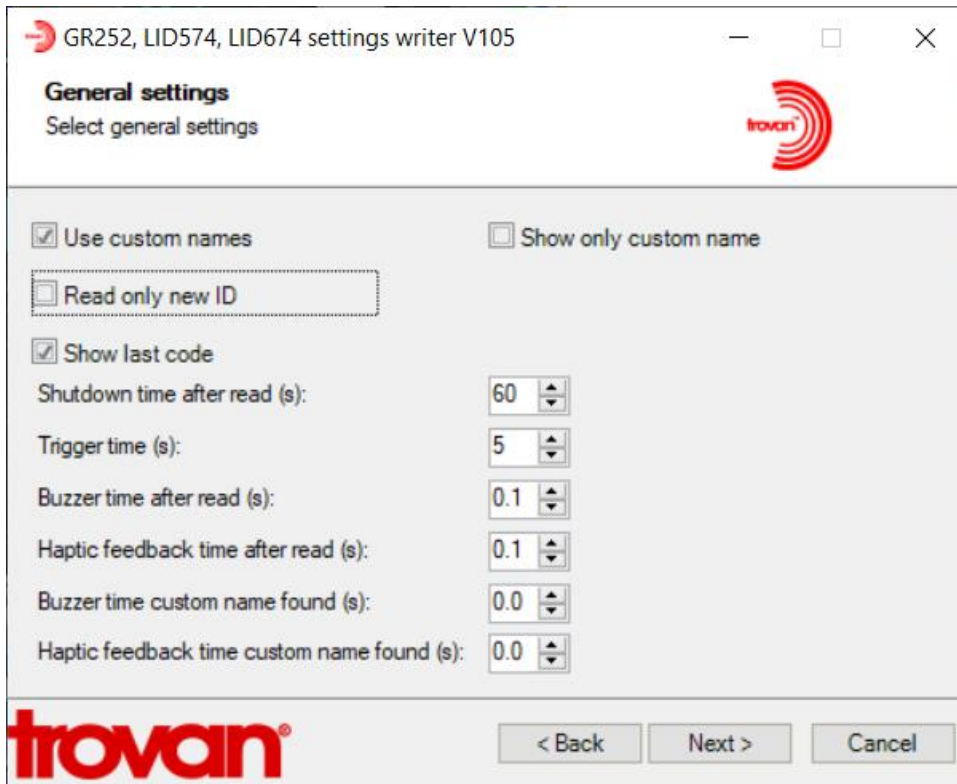 GR252, LID574, LID674 settings writer V105
General settings
Select general settings
trovan™
Use custom names
Show only custom name
Read only new ID
Show last code
Shutdown time after read (s): 60
Trigger time (s): 5
Buzzer time after read (s): 0.1
Haptic feedback time after read (s): 0.1
Buzzer time custom name found (s): 0.0
Haptic feedback time custom name found (s): 0.0
trovan®
< Back
Next >
Cancel